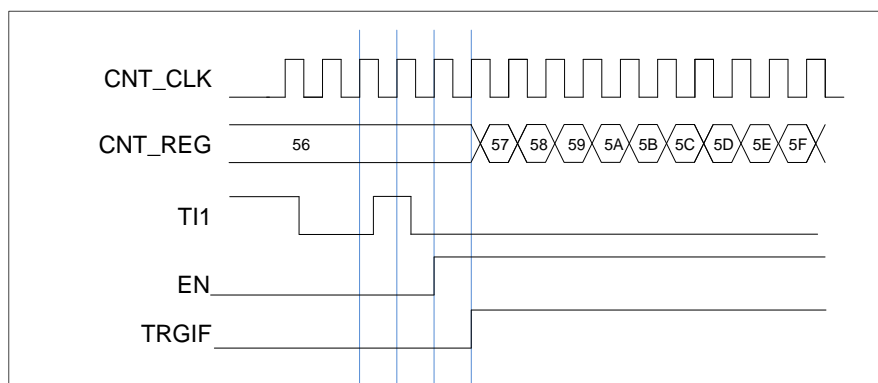 CNT_CLK
CNT_REG 56 57 58 59 5A 5B 5C 5D 5E 5F
TI1
EN
TRGIF